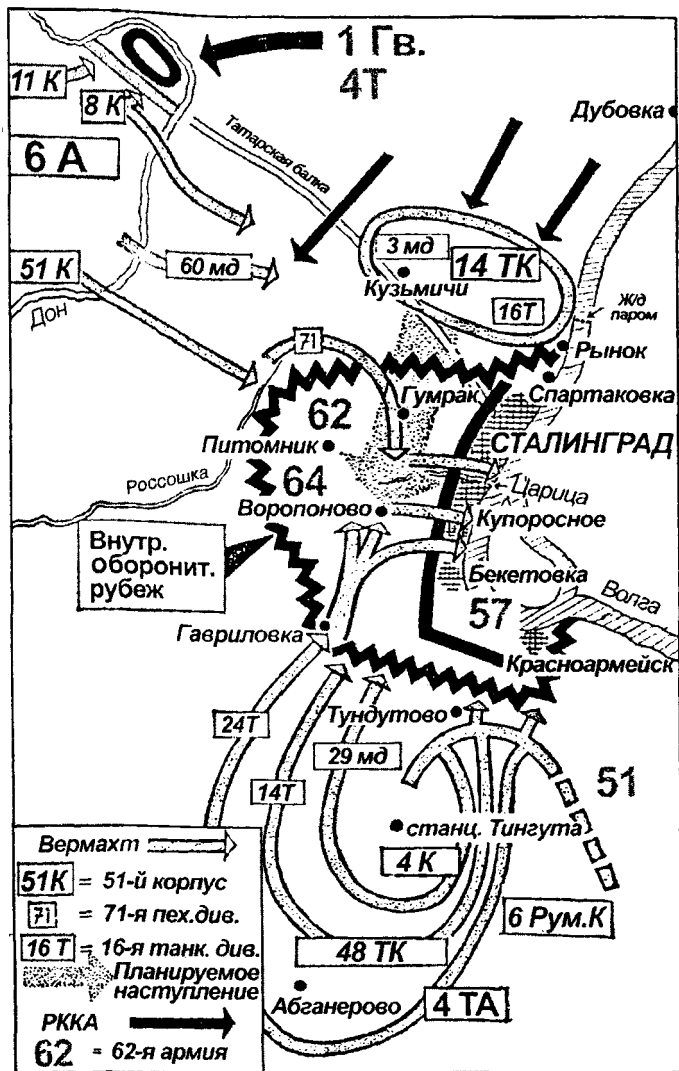 1 Гв.
4Т
11 К
8 К
Дубовка
6 А
Татарская балка
3 мд
14 ТК
51 К
60 мд
Кузьмичи
16Т
Ж/д
паром
Дон
71
Рынок
62
Гумрак
Спартаковка
Питомник
СТАЛИНГРАД
Россошка
64
Царица
Воропоново
Купоросное
Внутр.
оборонит.
рубеж
Бекетовка
Волга
57
Гавриловка
Красноармейск
24Т
Тундутово
29 мд
14Т
51
станц. Тингута
4 К
6 Рум.К
48 ТК
Абганерово
4 ТА
Вермахт
51К = 51-й корпус
71 = 71-я пех.див.
16 Т = 16-я танк. див.
Планируемое
наступление
РККА
62 = 62-я армия